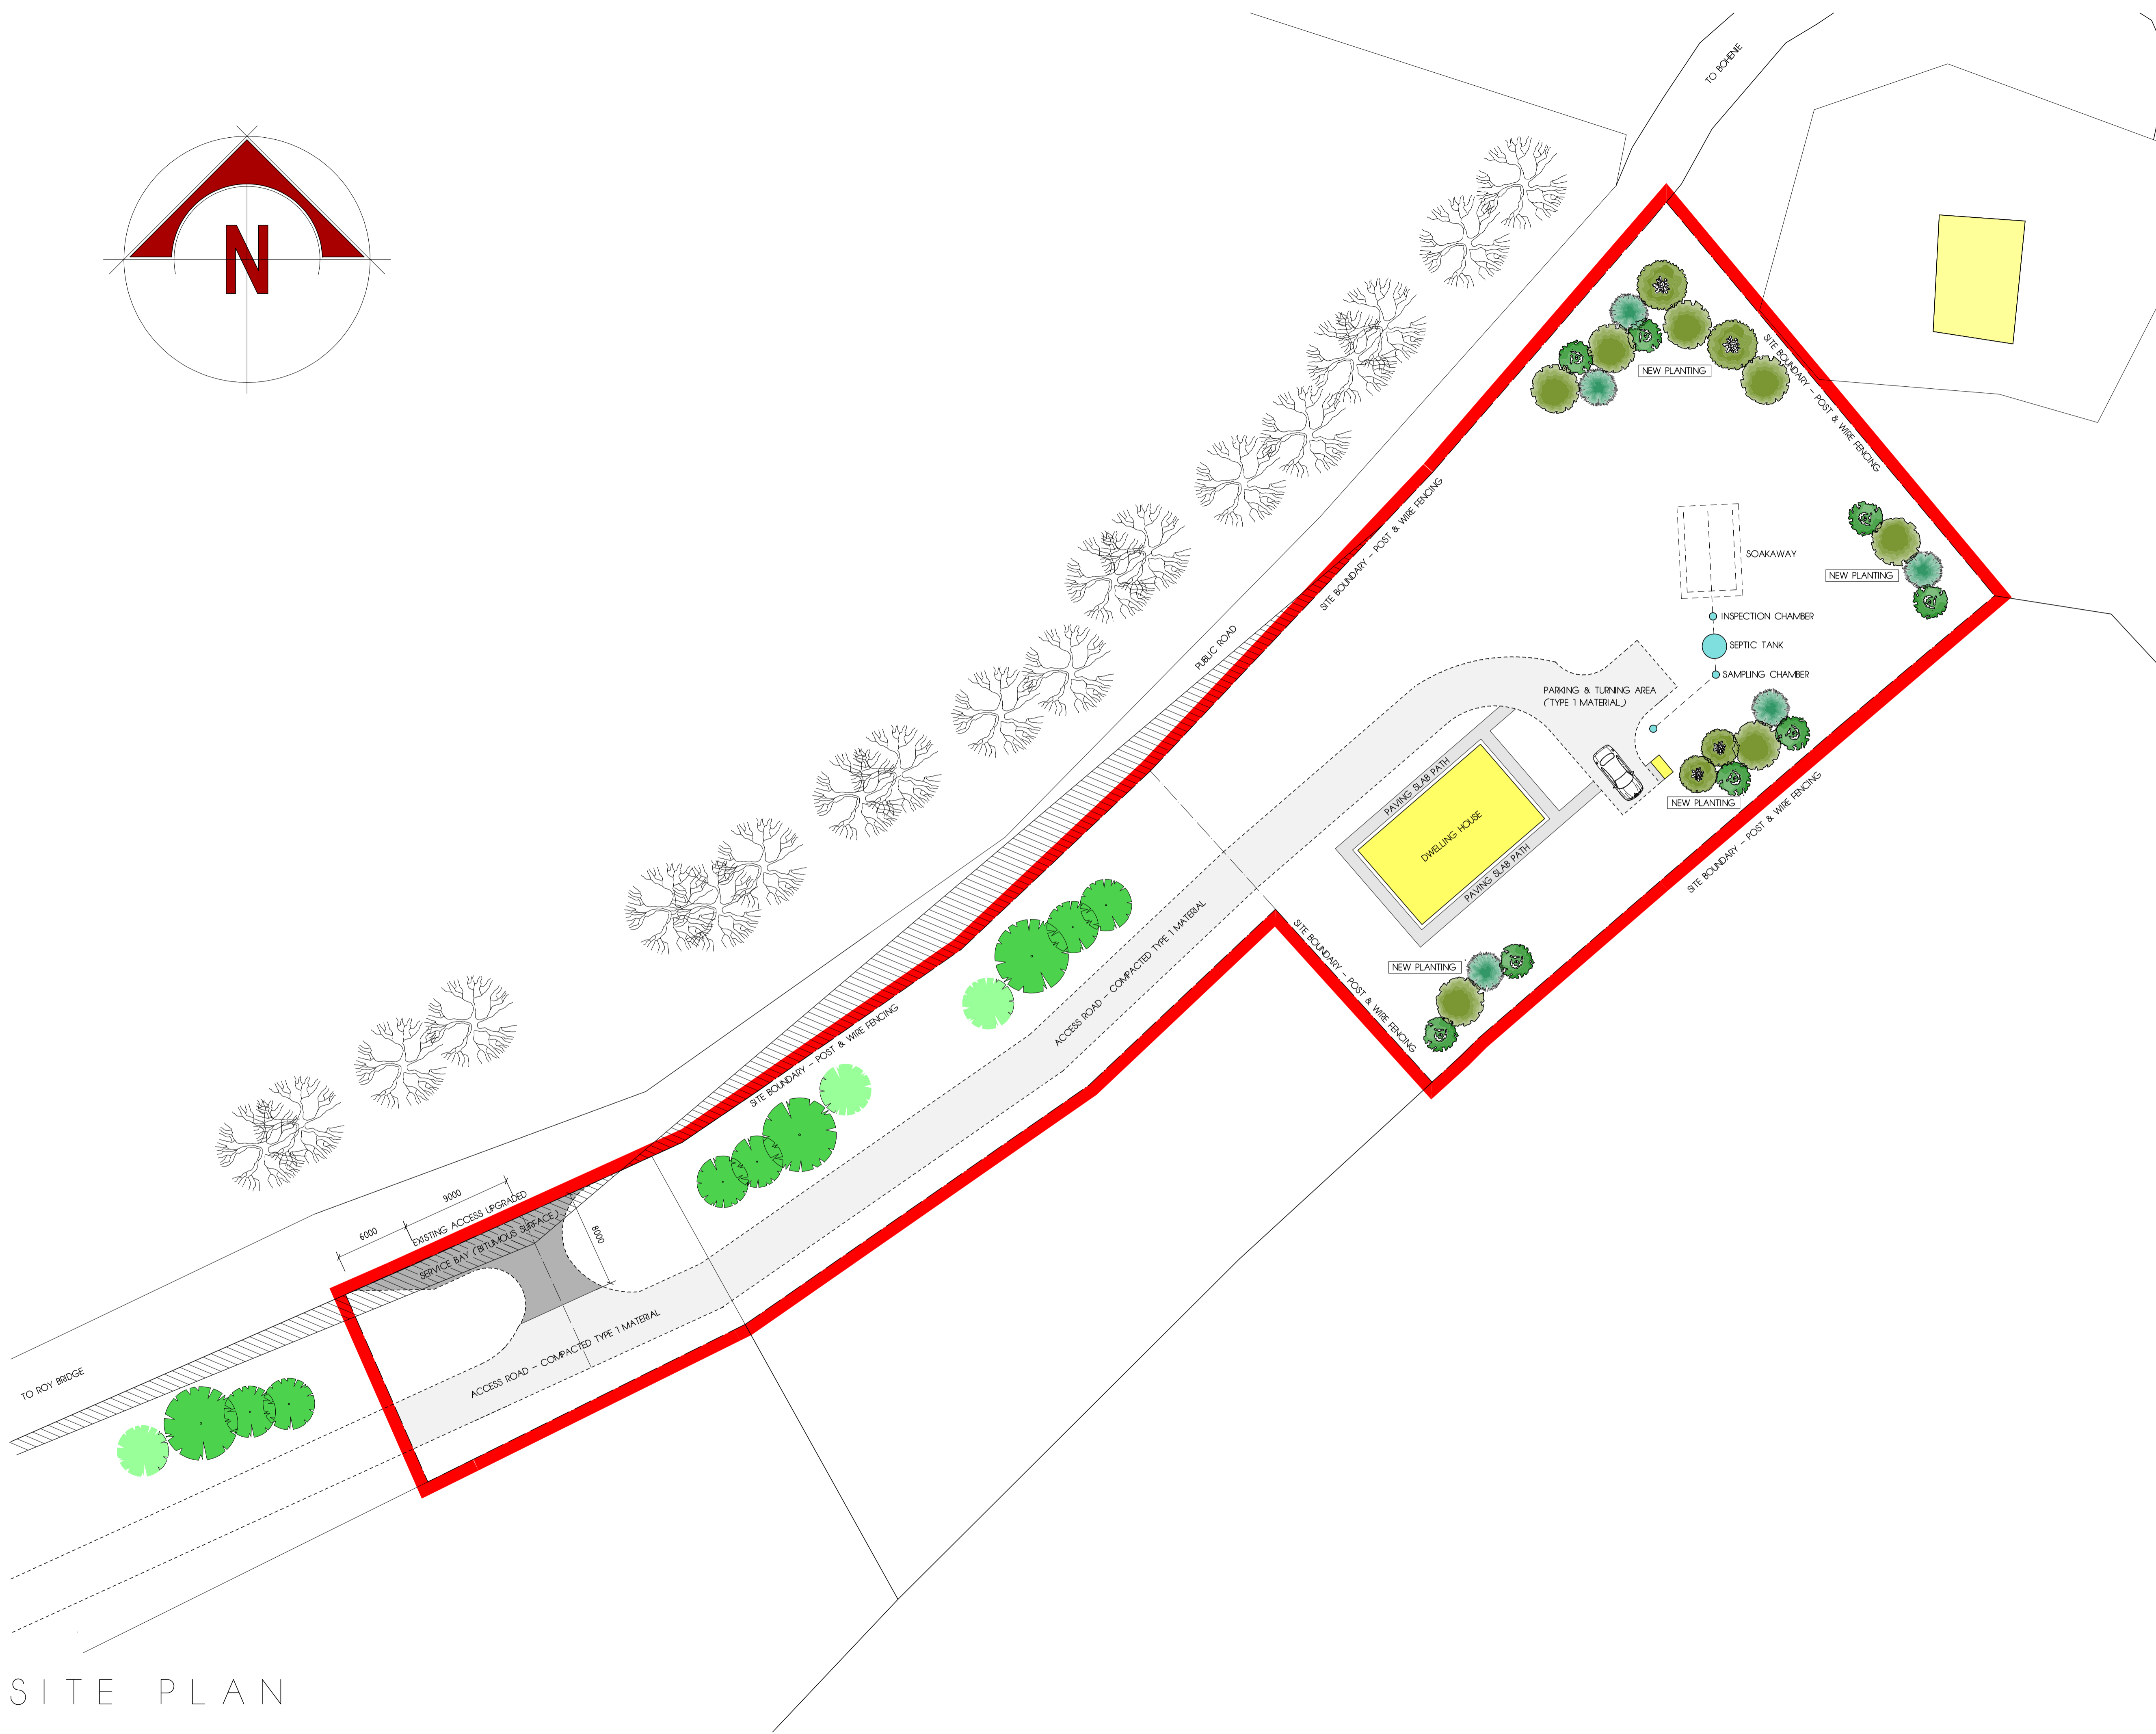 TO BOHENIE
N
SITE BOUNDARY - POST & WIRE FENCING
NEW PLANTING
SITE BOUNDARY - POST & WIRE FENCING
SOAKAWAY
NEW PLANTING
INSPECTION CHAMBER
SEPTIC TANK
SAMPLING CHAMBER
PUBLIC ROAD
PARKING & TURNING AREA
(TYPE 1 MATERIAL)
PAVING SLAB PATH
DWELLING HOUSE
PAVING SLAB PATH
NEW PLANTING
SITE BOUNDARY - POST & WIRE FENCING
NEW PLANTING
SITE BOUNDARY - POST & WIRE FENCING
ACCESS ROAD - COMPACTED TYPE 1 MATERIAL
SITE BOUNDARY - POST & WIRE FENCING
9000
6000
EXISTING ACCESS UPGRADED
SERVICE BAY (BITUMOUS SURFACE)
8000
ACCESS ROAD - COMPACTED TYPE 1 MATERIAL
TO ROY BRIDGE
SITE PLAN